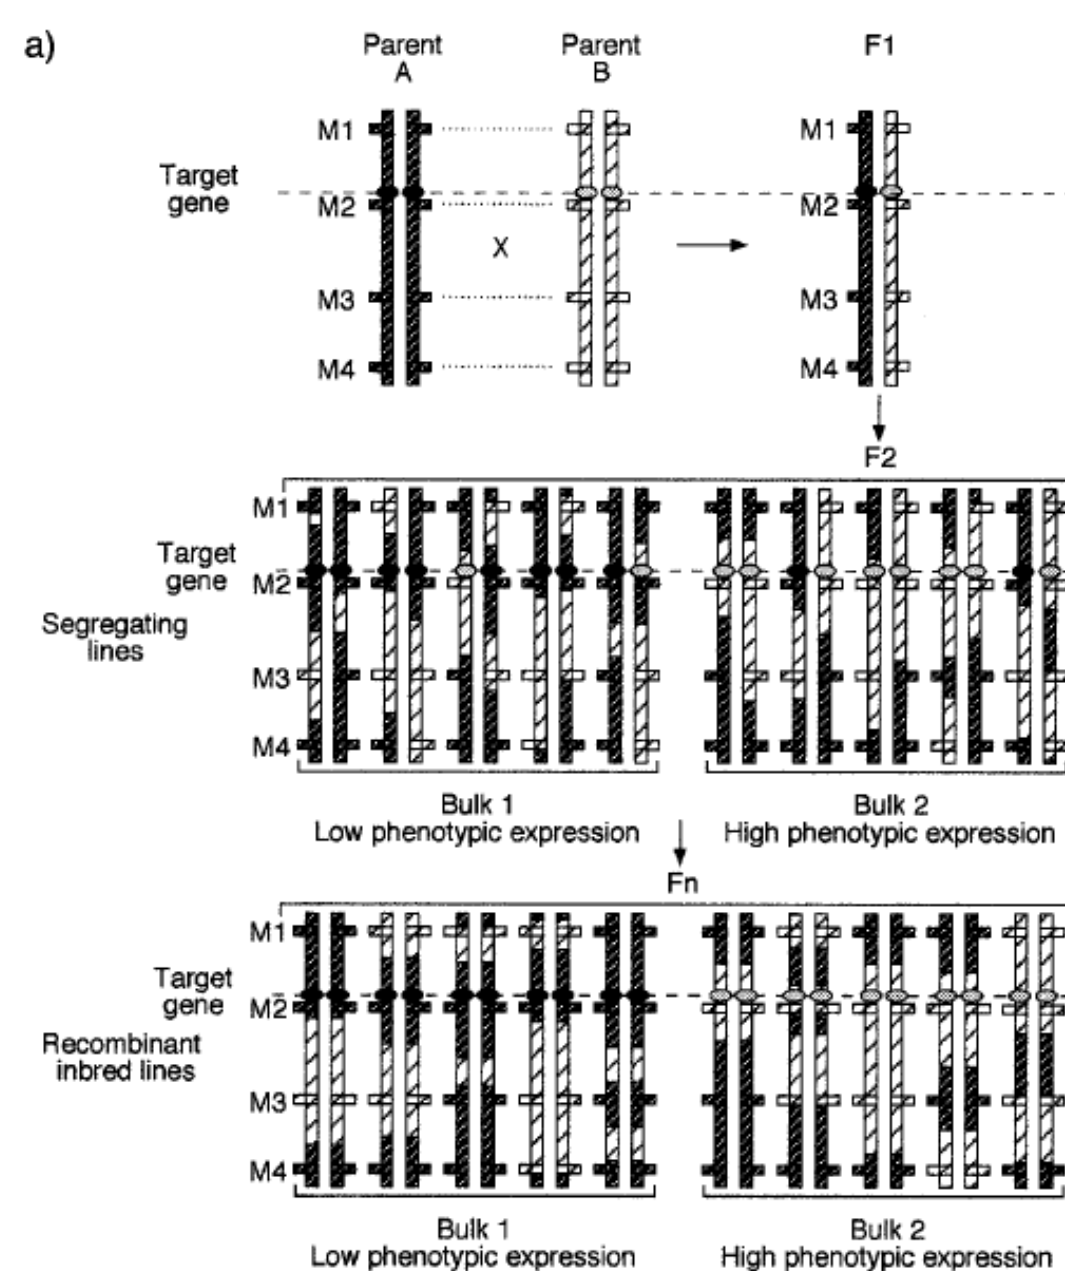 a)
Parent A
Parent B
F1
M1
M1
Target gene
M2
M2
X
M3
M3
M4
M4
F2
M1
Target gene
M2
Segregating lines
M3
M4
Bulk 1
Low phenotypic expression
Bulk 2
High phenotypic expression
Fn
M1
Target gene
M2
Recombinant inbred lines
M3
M4
Bulk 1
Low phenotypic expression
Bulk 2
High phenotypic expression